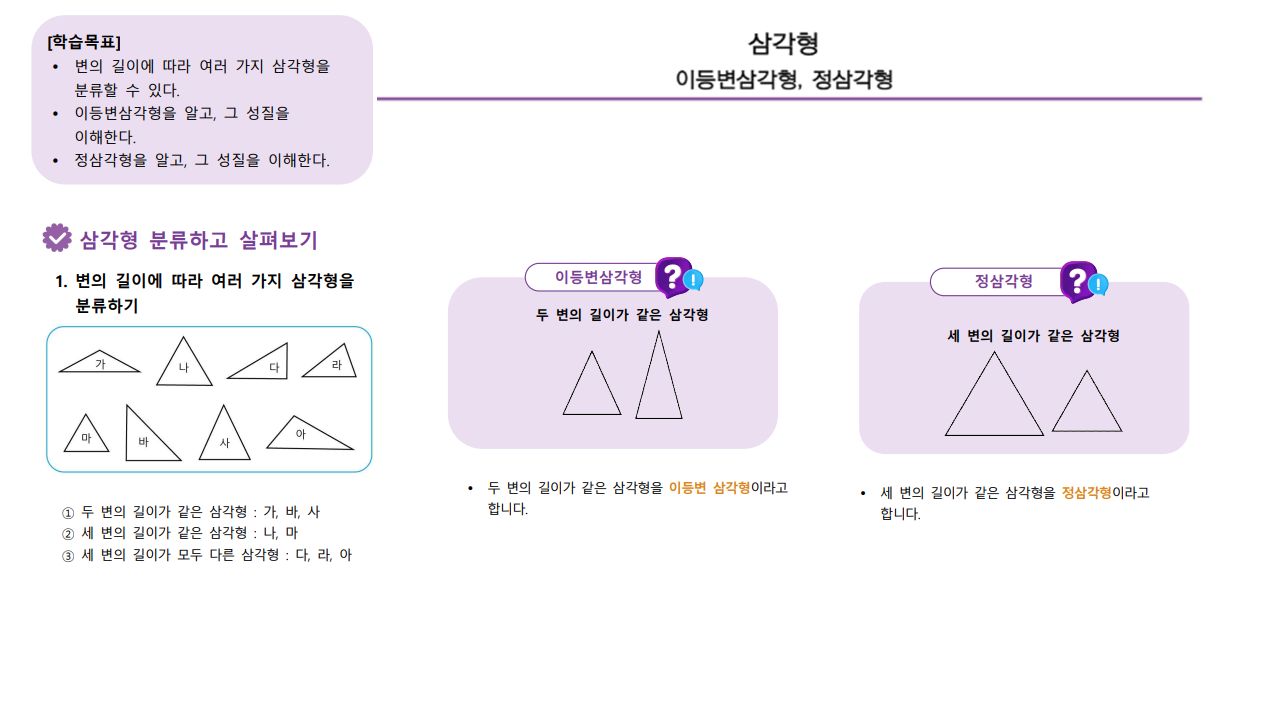 [학습목표]
• 변의 길이에 따라 여러 가지 삼각형을
분류할 수 있다.
• 이등변삼각형을 알고, 그 성질을
이해한다.
• 정삼각형을 알고, 그 성질을 이해한다.
삼각형
이등변삼각형, 정삼각형
삼각형 분류하고 살펴보기
1. 변의 길이에 따라 여러 가지 삼각형을
분류하기
가 나 다 라
마 바 사 아
① 두 변의 길이가 같은 삼각형 : 가, 바, 사
② 세 변의 길이가 같은 삼각형 : 나, 마
③ 세 변의 길이가 모두 다른 삼각형 : 다, 라, 아
이등변삼각형 ? !
두 변의 길이가 같은 삼각형
• 두 변의 길이가 같은 삼각형을 이등변 삼각형이라고
합니다.
정삼각형 ? !
세 변의 길이가 같은 삼각형
• 세 변의 길이가 같은 삼각형을 정삼각형이라고
합니다.